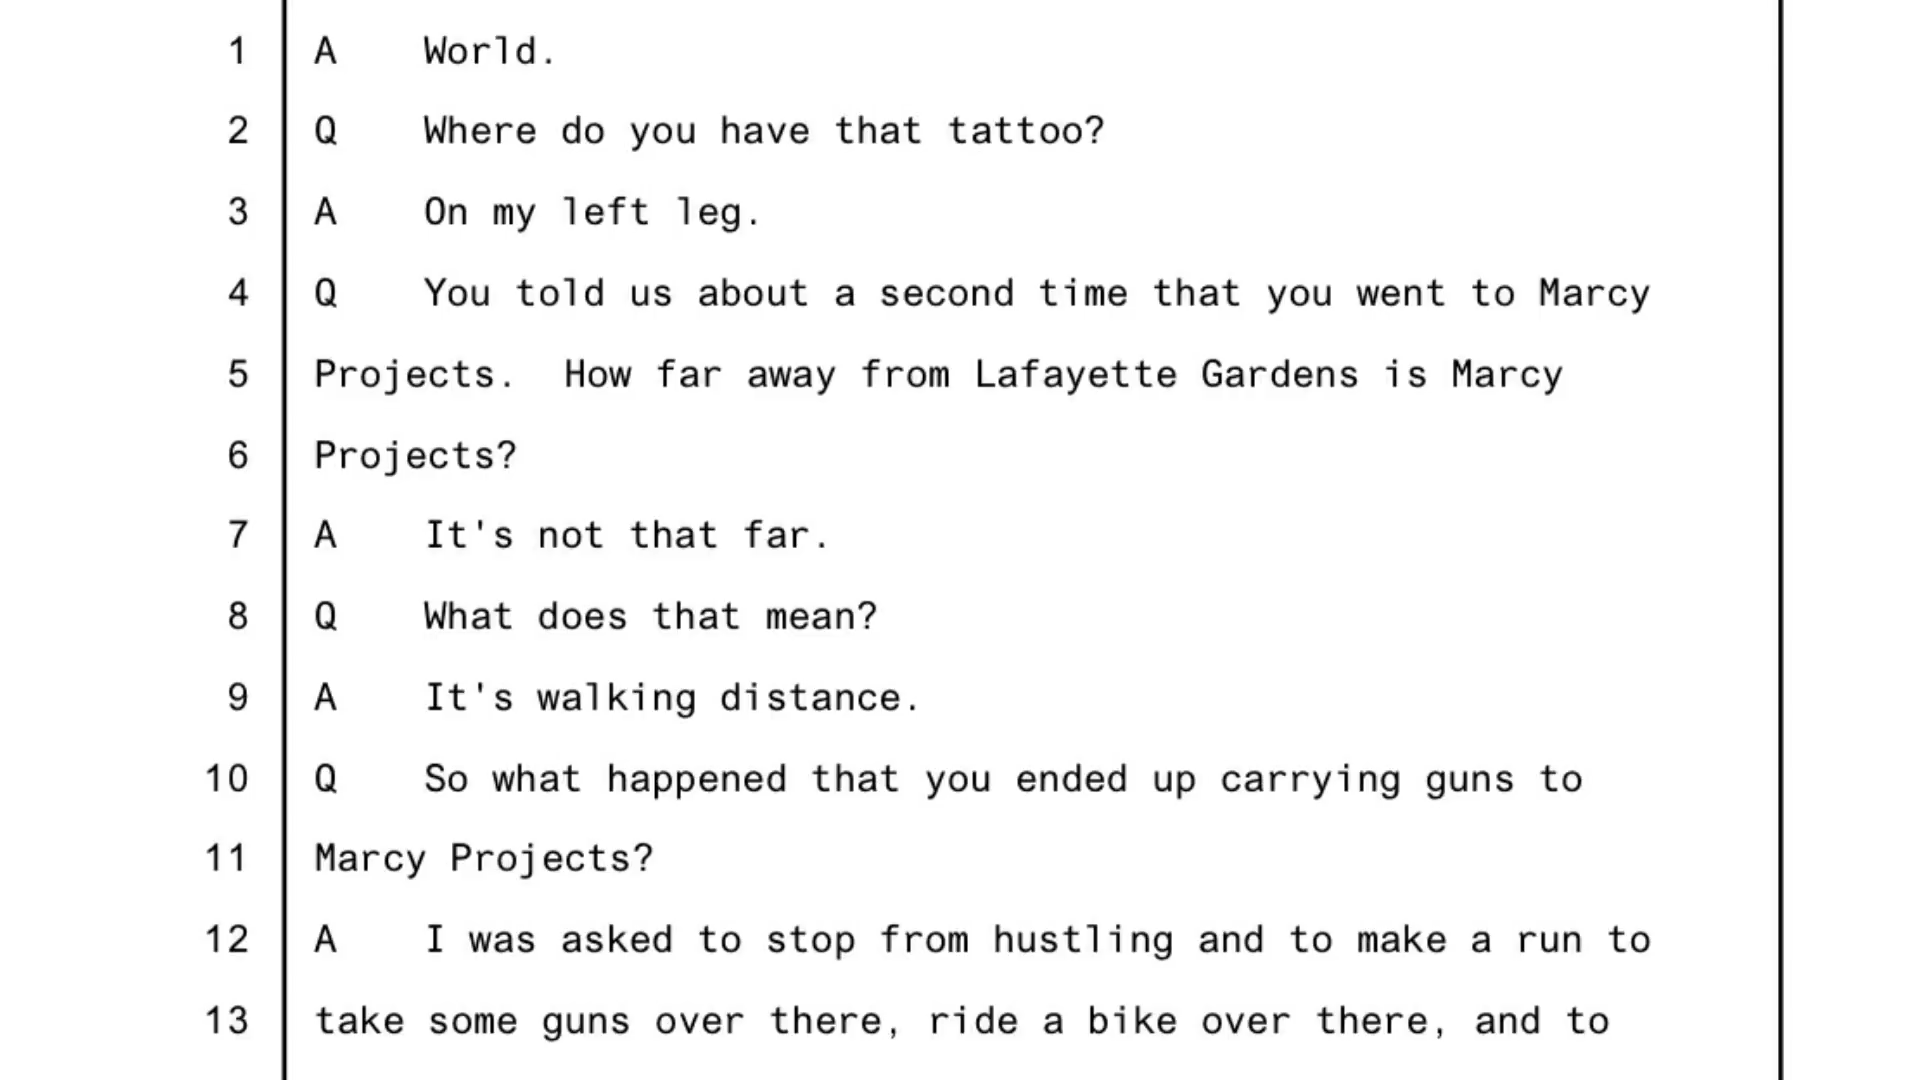 1 A World.
2 Q Where do you have that tattoo?
3 A On my left leg.
4 Q You told us about a second time that you went to Marcy
5 Projects. How far away from Lafayette Gardens is Marcy
6 Projects?
7 A It's not that far.
8 Q What does that mean?
9 A It's walking distance.
10 Q So what happened that you ended up carrying guns to
11 Marcy Projects?
12 A I was asked to stop from hustling and to make a run to
13 take some guns over there, ride a bike over there, and to